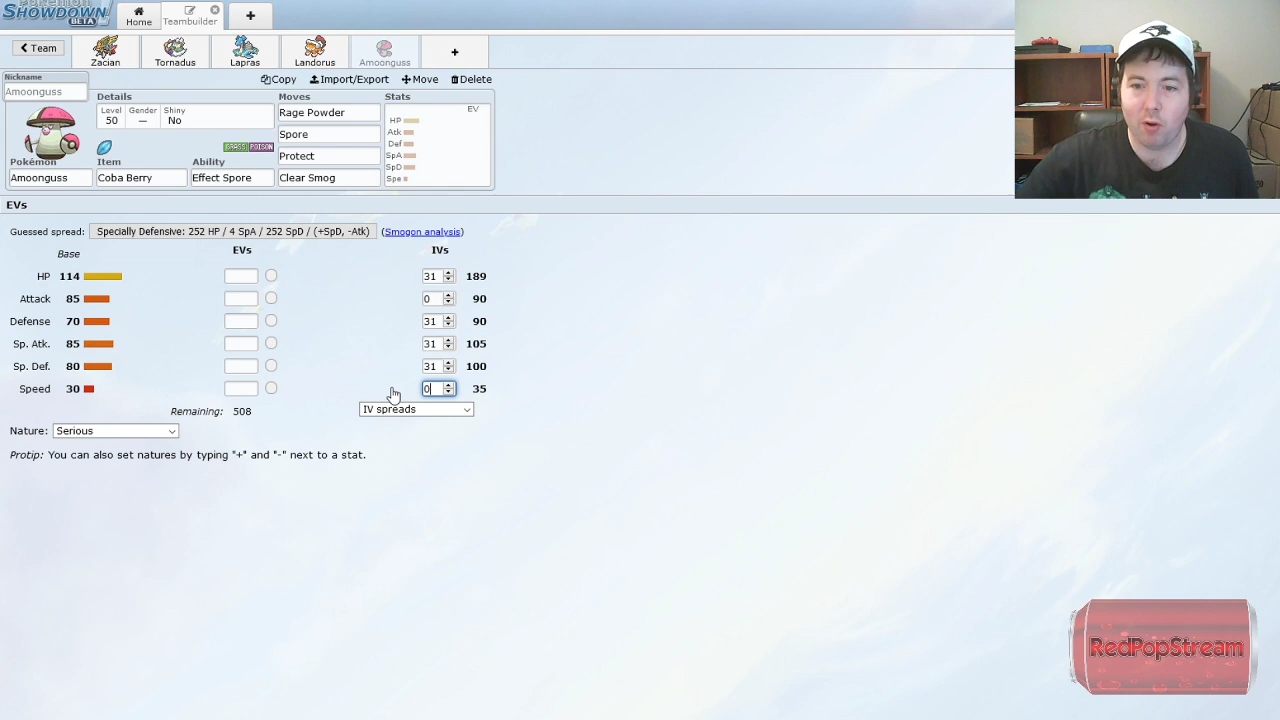 POKÉMON
SHOWDOWN
BETA
Home
Teambuilder
+
Team
Zacian
Tornadus
Lapras
Landorus
Amoonguss
+
Copy
Import/Export
Move
Delete
Nickname
Amoonguss
Details
Level
50
Gender
—
Shiny
No
GRASS POISON
Pokémon
Amoonguss
Item
Coba Berry
Ability
Effect Spore
Moves
Rage Powder
Spore
Protect
Clear Smog
Stats
EV
HP
Atk
Def
SpA
SpD
Spe
EVs
Guessed spread: Specially Defensive: 252 HP / 4 SpA / 252 SpD / (+SpD, -Atk) (Smogon analysis)
Base EVs IVs
HP 114 31 189
Attack 85 0 90
Defense 70 31 90
Sp. Atk. 85 31 105
Sp. Def. 80 31 100
Speed 30 0 35
Remaining: 508
IV spreads
Nature: Serious
Protip: You can also set natures by typing "+" and "-" next to a stat.
RedPopStream